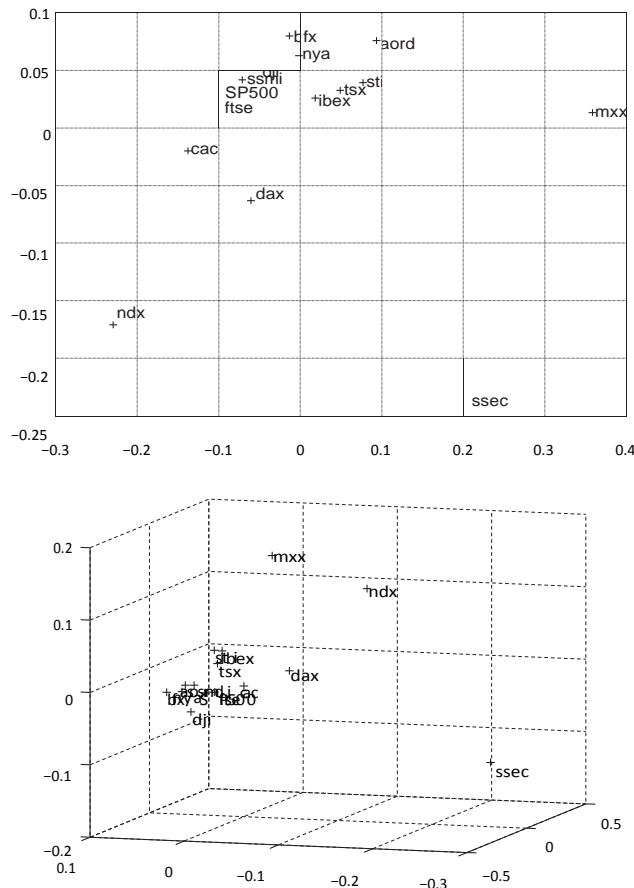 0.1
bfx
nya
aord
0.05
ssmi
SP500
ftse
ibex
tsx
sti
mxx
0
cac
−0.05
dax
−0.1
−0.15
ndx
−0.2
ssec
−0.25
−0.3 −0.2 −0.1 0 0.1 0.2 0.3 0.4
0.2
mxx
ndx
0.1
ibex
tsx
dax
0
dji
−0.1
ssec
−0.2
0.1 0 −0.1 −0.2 −0.3
−0.5 0 0.5